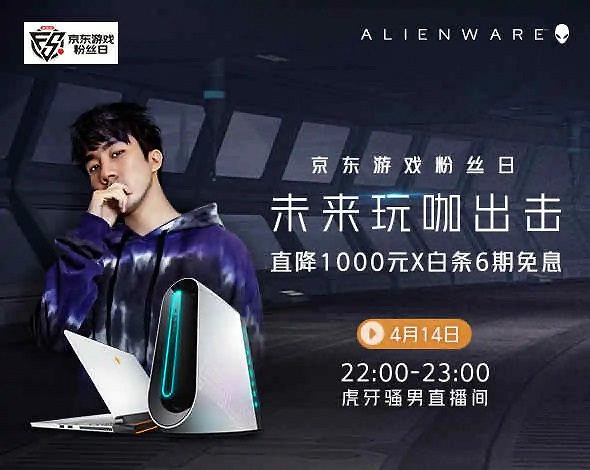 京东游戏
粉丝日
ALIENWARE
京东游戏粉丝日
未来玩咖出击
直降1000元X白条6期免息
4月14日
22:00-23:00
虎牙骚男直播间